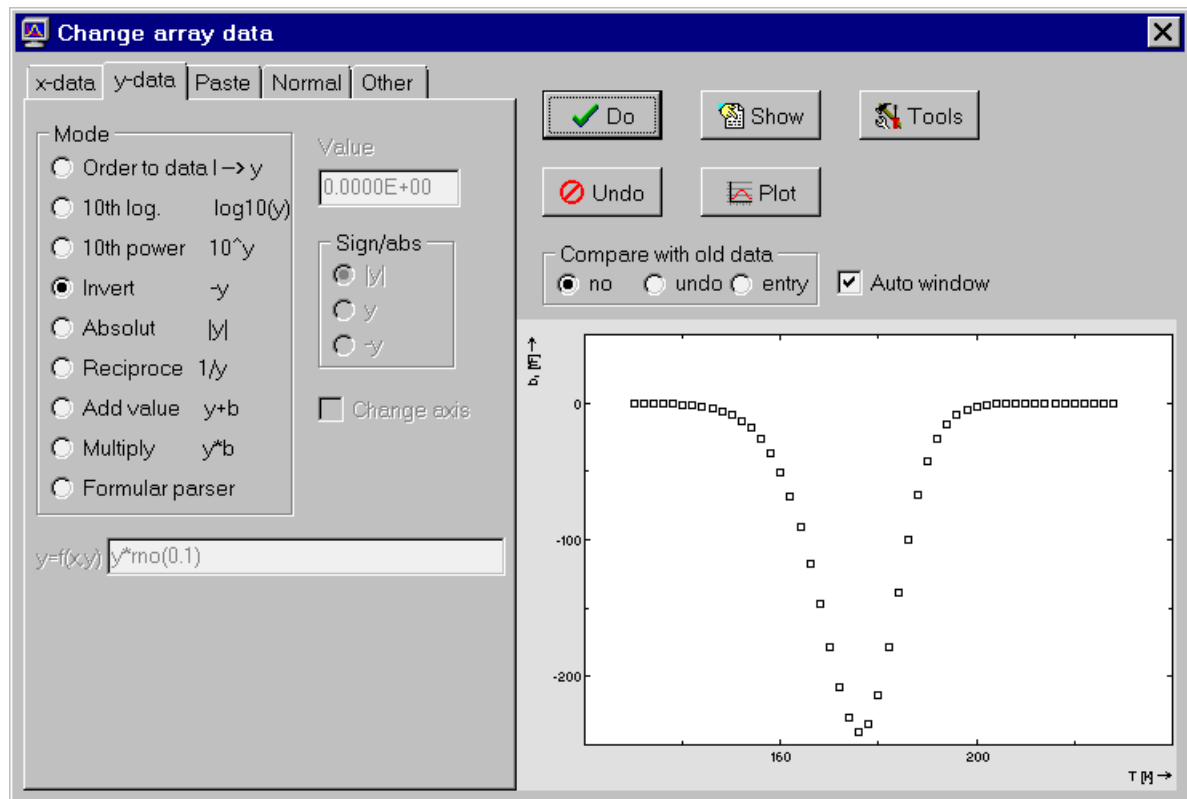 Change array data
x-data y-data Paste Normal Other
Do Show Tools
Undo Plot
Mode
Order to data I --> y
10th log. log10(y)
10th power 10^y
Invert -y
Absolut |y|
Reciproce 1/y
Add value y+b
Multiply y*b
Formular parser
Value
0.0000E+00
Sign/abs
|y|
y
-y
Change axis
y=f(x,y) y*rno(0.1)
Compare with old data
no undo entry
Auto window
b, [F] →
0
-100
-200
160 200
T [K] →